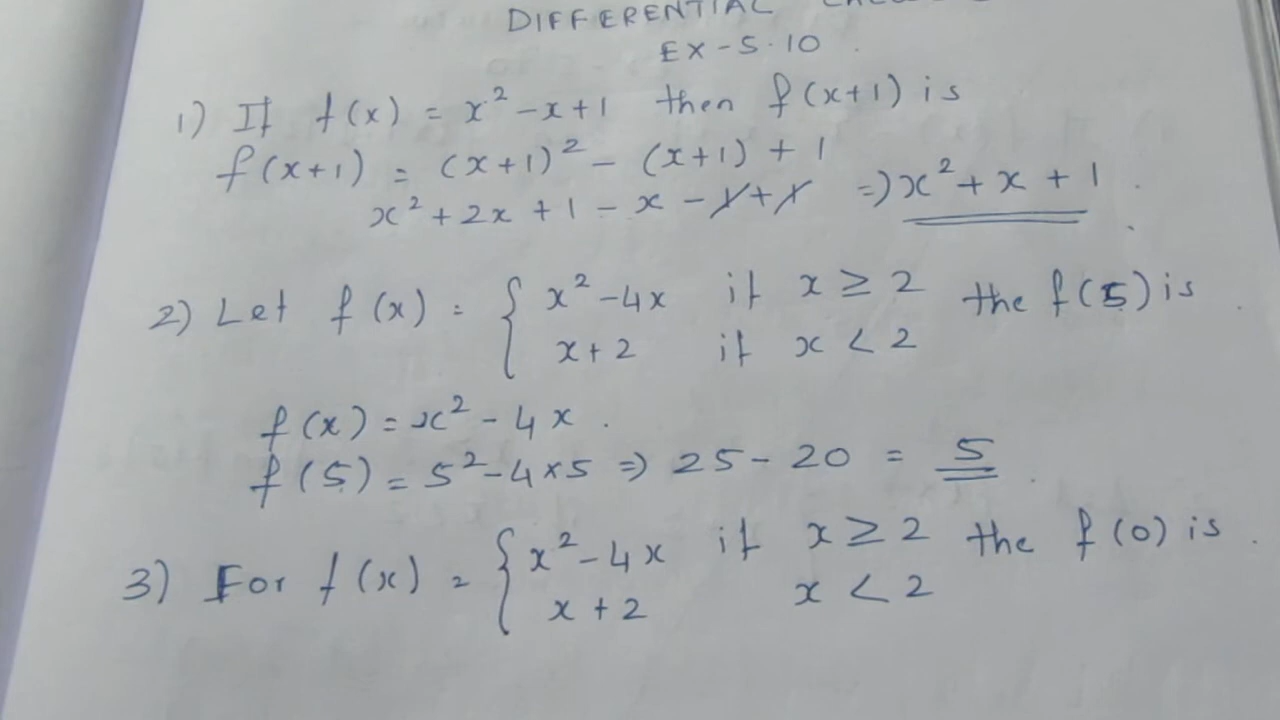 DIFFERENTIAL
EX-5.10
1) If f(x) = x² - x + 1 then f(x+1) is
f(x+1) = (x+1)² - (x+1) + 1
x² + 2x + 1 - x - 1 + 1 => x² + x + 1.
2) Let f(x) = { x² - 4x if x ≥ 2 the f(5) is
x + 2 if x < 2
f(x) = x² - 4x.
f(5) = 5² - 4×5 => 25 - 20 = 5.
3) For f(x) = { x² - 4x if x ≥ 2 the f(0) is.
x + 2 x < 2